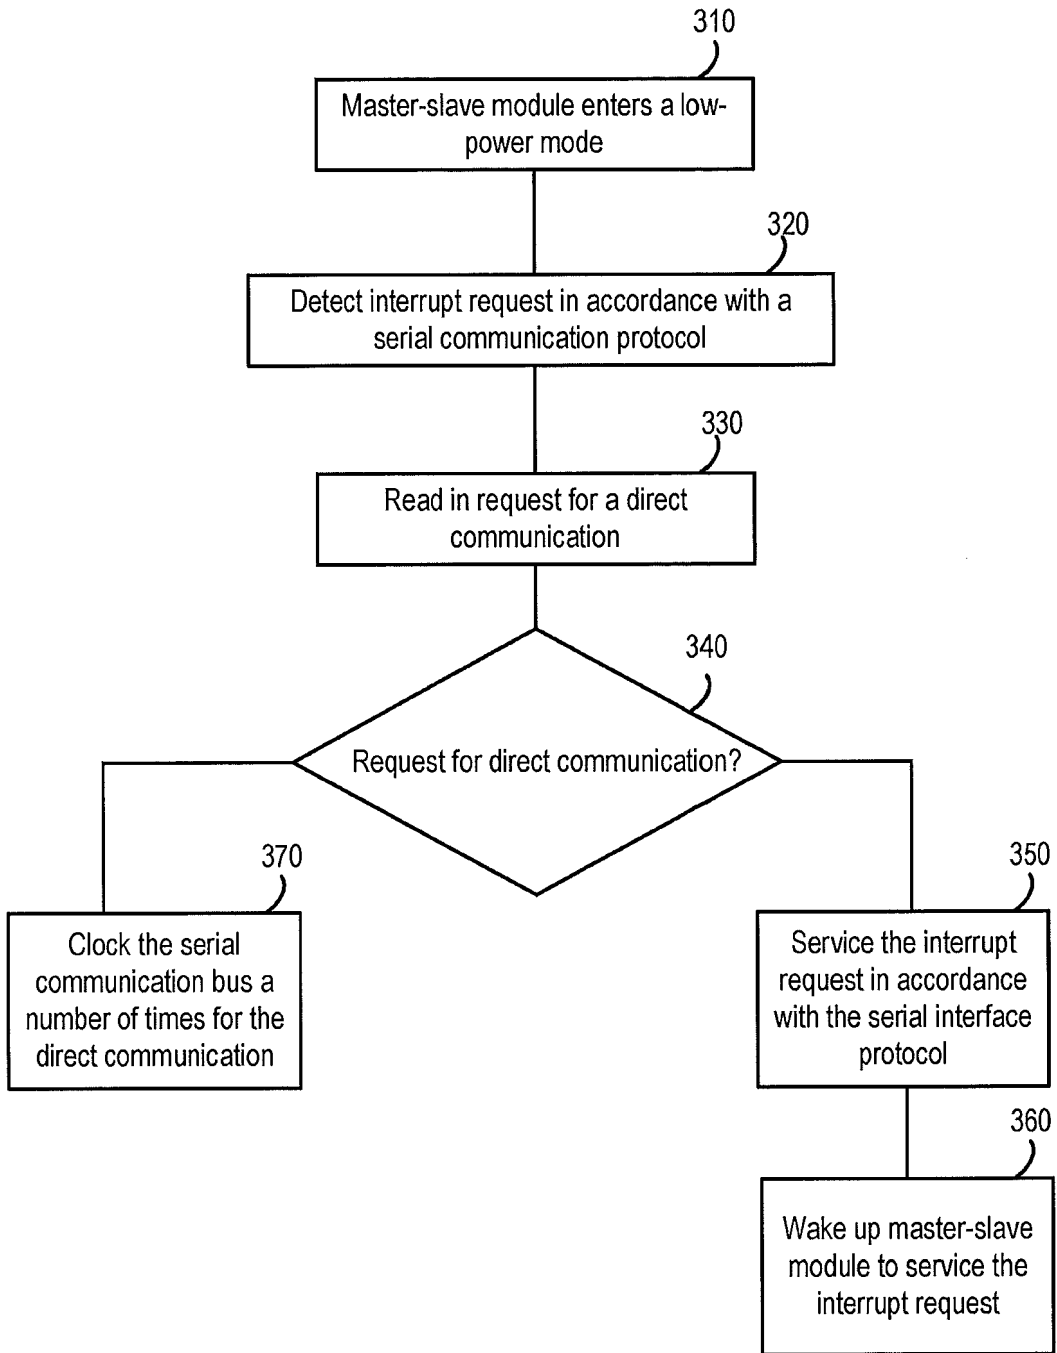 310
Master-slave module enters a low-
power mode
320
Detect interrupt request in accordance with a
serial communication protocol
330
Read in request for a direct
communication
340
Request for direct communication?
370
Clock the serial
communication bus a
number of times for the
direct communication
350
Service the interrupt
request in accordance
with the serial interface
protocol
360
Wake up master-slave
module to service the
interrupt request